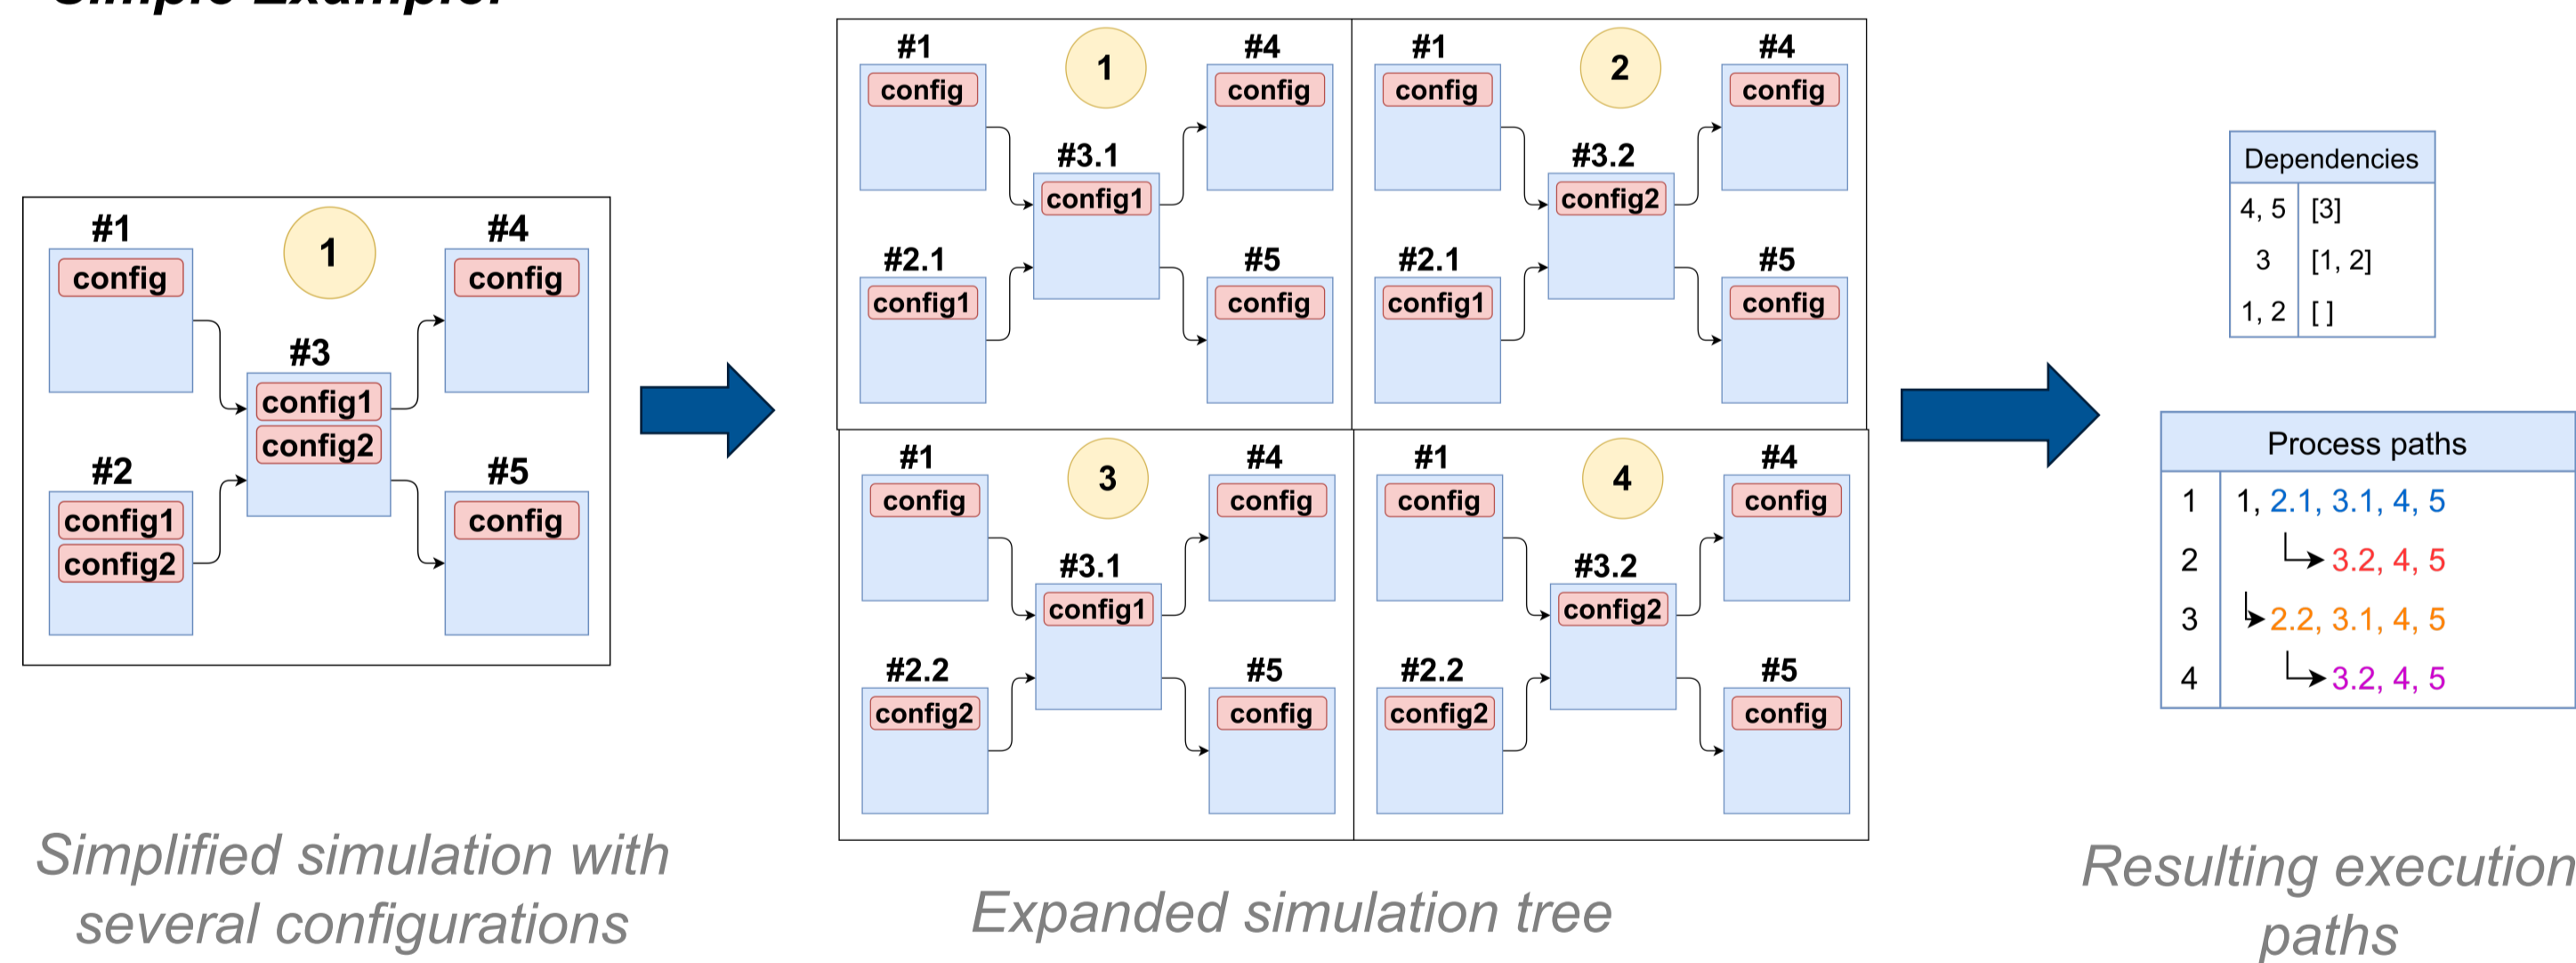 Simple Example:
#1
1
#4
config
config
#3
config1
config2
#2
#5
config1
config
config2
Simplified simulation with
several configurations
#1
1
#4
config
config
#3.1
config1
#2.1
#5
config1
config
#1
2
#4
config
config
#3.2
config2
#2.1
#5
config1
config
#1
3
#4
config
config
#3.1
config1
#2.2
#5
config2
config
#1
4
#4
config
config
#3.2
config2
#2.2
#5
config2
config
Expanded simulation tree
Dependencies
4, 5 [3]
3 [1, 2]
1, 2 [ ]
Process paths
1 1, 2.1, 3.1, 4, 5
2 3.2, 4, 5
3 2.2, 3.1, 4, 5
4 3.2, 4, 5
Resulting execution
paths